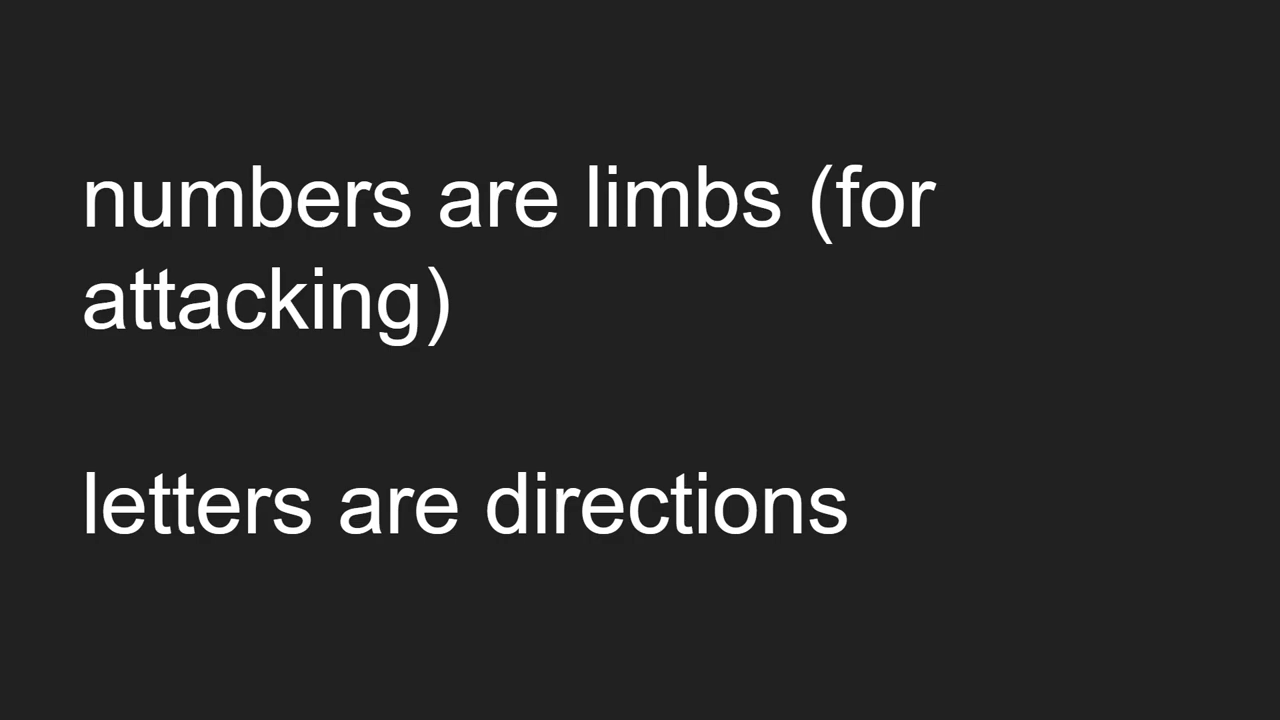 numbers are limbs (for
attacking)
letters are directions